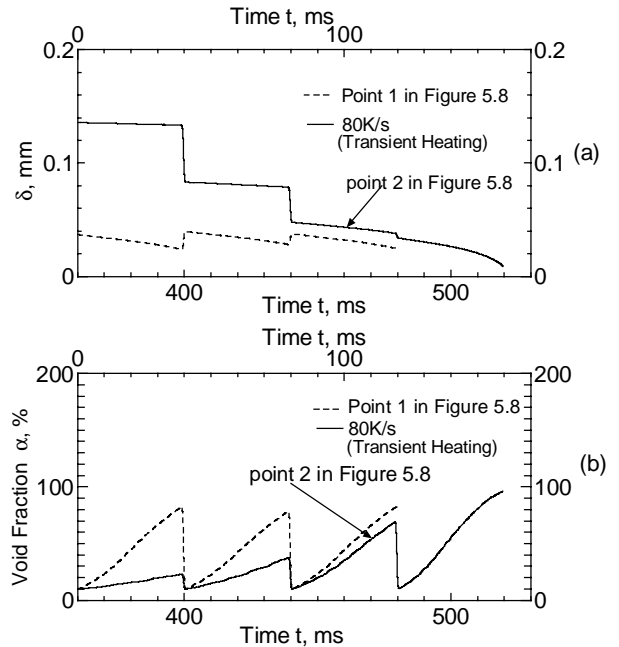 Time t, ms
0 100
0.2 0.2
Point 1 in Figure 5.8
80K/s
(Transient Heating)
δ, mm
0.1 0.1
(a)
point 2 in Figure 5.8
0 0
400 500
Time t, ms
Time t, ms
0 100
200 200
Point 1 in Figure 5.8
80K/s
(Transient Heating)
Void Fraction α, %
(b)
point 2 in Figure 5.8
100 100
0 0
400 500
Time t, ms